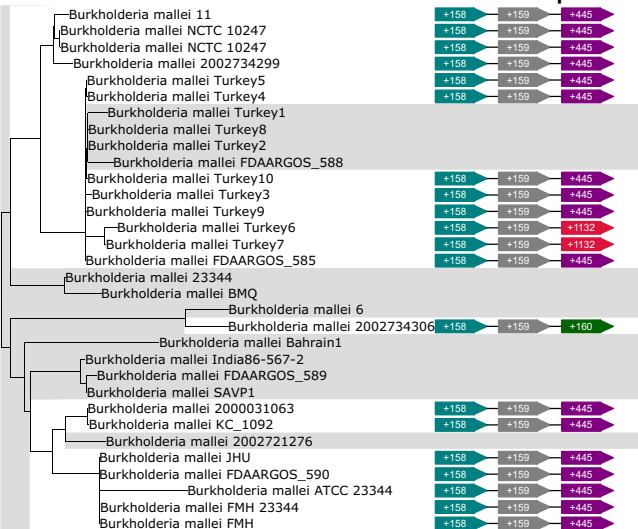 Burkholderia mallei 11 +158 +159 +445
Burkholderia mallei NCTC 10247 +158 +159 +445
Burkholderia mallei NCTC 10247 +158 +159 +445
Burkholderia mallei 2002734299 +158 +159 +445
Burkholderia mallei Turkey5 +158 +159 +445
Burkholderia mallei Turkey4 +158 +159 +445
Burkholderia mallei Turkey1
Burkholderia mallei Turkey8
Burkholderia mallei Turkey2
Burkholderia mallei FDAARGOS_588
Burkholderia mallei Turkey10 +158 +159 +445
Burkholderia mallei Turkey3 +158 +159 +445
Burkholderia mallei Turkey9 +158 +159 +445
Burkholderia mallei Turkey6 +158 +159 +1132
Burkholderia mallei Turkey7 +158 +159 +1132
Burkholderia mallei FDAARGOS_585 +158 +159 +445
Burkholderia mallei 23344
Burkholderia mallei BMQ
Burkholderia mallei 6
Burkholderia mallei 2002734306 +158 +159 +160
Burkholderia mallei Bahrain1
Burkholderia mallei India86-567-2
Burkholderia mallei FDAARGOS_589
Burkholderia mallei SAVP1
Burkholderia mallei 2000031063 +158 +159 +445
Burkholderia mallei KC_1092 +158 +159 +445
Burkholderia mallei 2002721276
Burkholderia mallei JHU +158 +159 +445
Burkholderia mallei FDAARGOS_590 +158 +159 +445
Burkholderia mallei ATCC 23344 +158 +159 +445
Burkholderia mallei FMH 23344 +158 +159 +445
Burkholderia mallei FMH +158 +159 +445